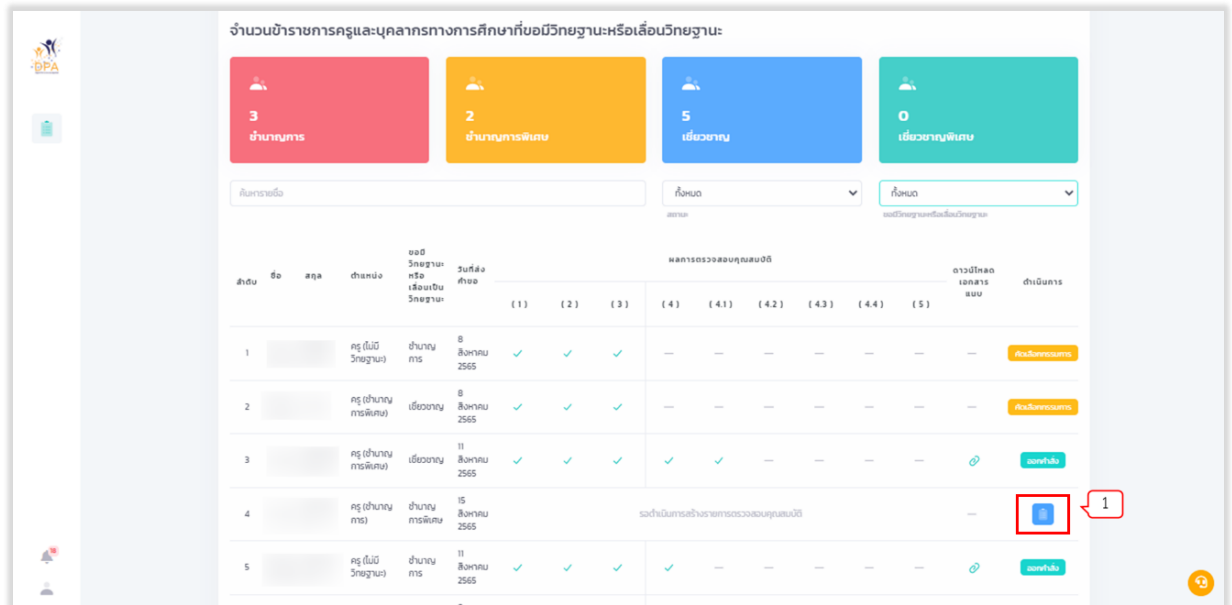 จำนวนข้าราชการครูและบุคลากรทางการศึกษาที่ขอมีวิทยฐานะหรือเลื่อนวิทยฐานะ
DPA
3
ชำนาญการ
2
ชำนาญการพิเศษ
5
เชี่ยวชาญ
0
เชี่ยวชาญพิเศษ
ค้นหารายชื่อ
ทั้งหมด
ทั้งหมด
สถานะ
ขอมีวิทยฐานะหรือเลื่อนวิทยฐานะ
ลำดับ
ชื่อ สกุล
ตำแหน่ง
ขอมี
วิทยฐานะ
หรือ
เลื่อนเป็น
วิทยฐานะ
วันที่ส่ง
คำขอ
ผลการตรวจสอบคุณสมบัติ
( 1 ) ( 2 ) ( 3 ) ( 4 ) ( 4.1 ) ( 4.2 ) ( 4.3 ) ( 4.4 ) ( 5 )
ดาวน์โหลด
เอกสาร
แนบ
ดำเนินการ
1
ครู (ไม่มี
วิทยฐานะ)
ชำนาญ
การ
8
สิงหาคม
2565
✓ ✓ ✓ — — — — — — —
คัดเลือกกรรมการ
2
ครู (ชำนาญ
การพิเศษ)
เชี่ยวชาญ
8
สิงหาคม
2565
✓ ✓ ✓ — — — — — — —
คัดเลือกกรรมการ
3
ครู (ชำนาญ
การพิเศษ)
เชี่ยวชาญ
11
สิงหาคม
2565
✓ ✓ ✓ ✓ ✓ — — — —
ออกคำสั่ง
4
ครู (ชำนาญ
การ)
ชำนาญ
การพิเศษ
15
สิงหาคม
2565
รอดำเนินการสร้างรายการตรวจสอบคุณสมบัติ
—
1
5
ครู (ไม่มี
วิทยฐานะ)
ชำนาญ
การ
11
สิงหาคม
2565
✓ ✓ ✓ ✓ — — — — —
ออกคำสั่ง